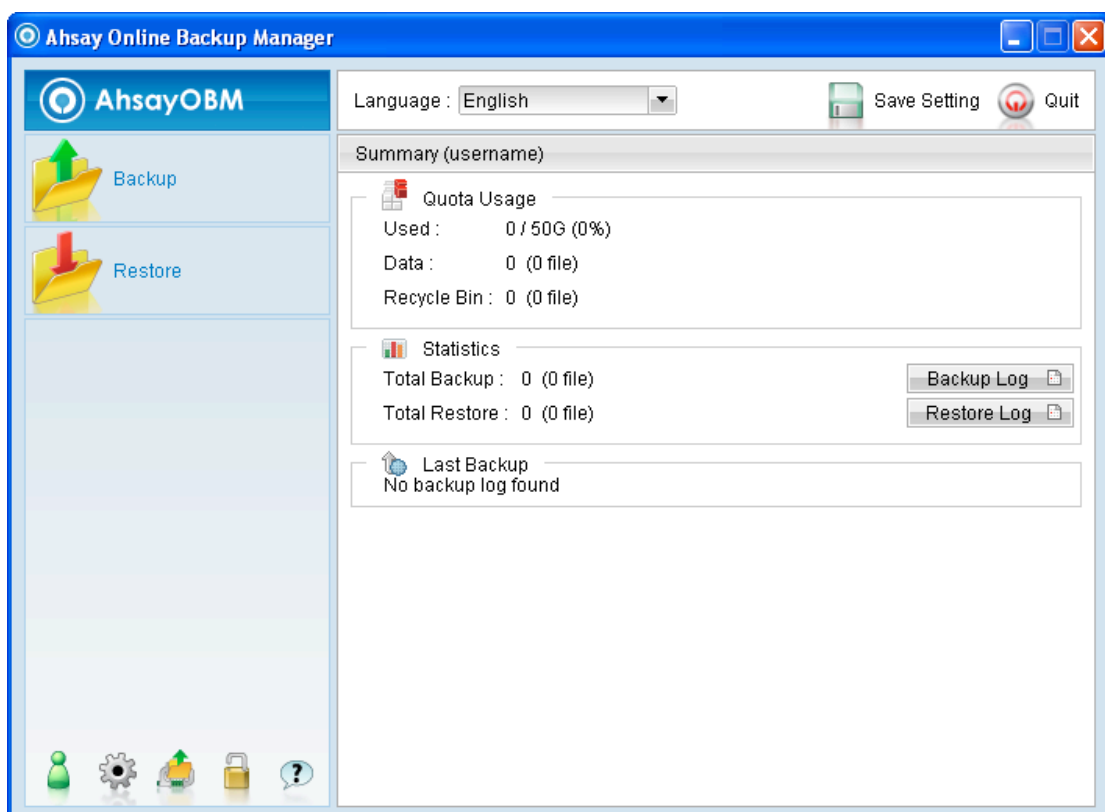 Ahsay Online Backup Manager
AhsayOBM
Language : English
Save Setting
Quit
Backup
Restore
Summary (username)
Quota Usage
Used : 0 / 50G (0%)
Data : 0 (0 file)
Recycle Bin : 0 (0 file)
Statistics
Total Backup : 0 (0 file)
Backup Log
Total Restore : 0 (0 file)
Restore Log
Last Backup
No backup log found
?